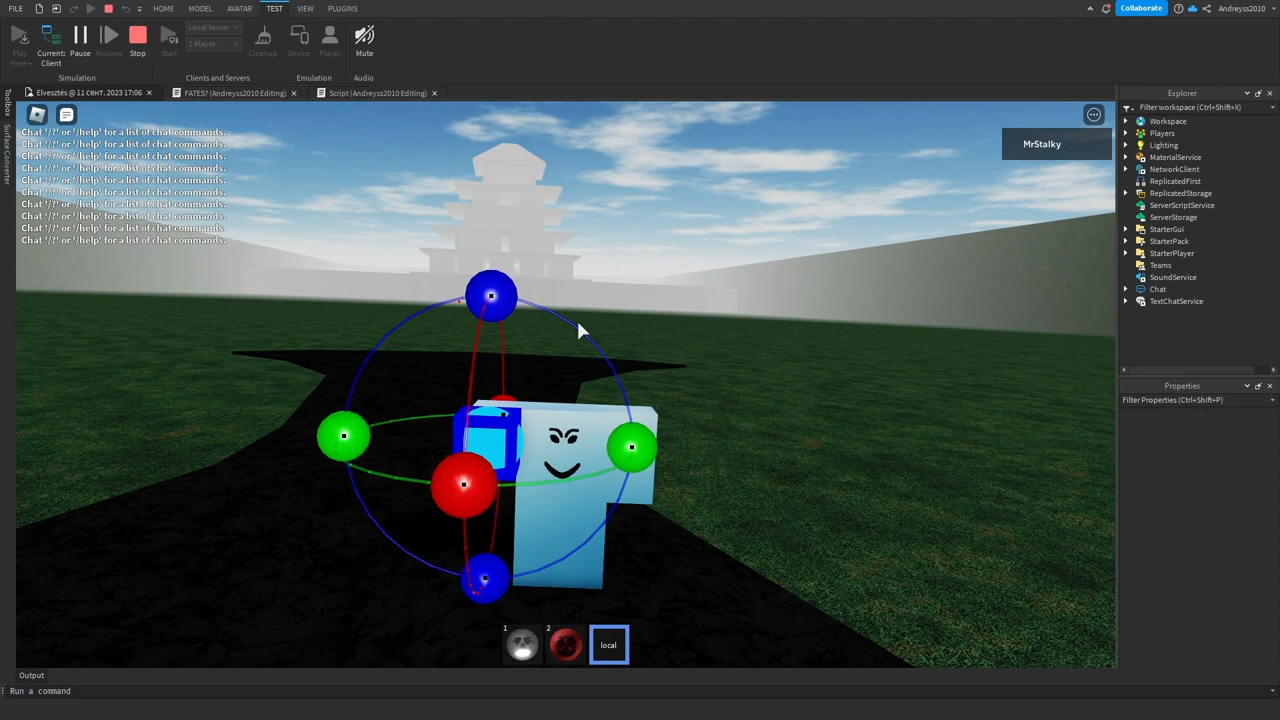 FILE
HOME
MODEL
AVATAR
TEST
VIEW
PLUGINS
Collaborate
Andreyss2010
Play
Here
Current:
Client
Pause
Resume
Stop
Start
Local Server
1 Player
Cleanup
Device
Player
Mute
Simulation
Clients and Servers
Emulation
Audio
Elvesztés @ 11 сент. 2023 17:06
FATES? (Andreyss2010 Editing)
Script (Andreyss2010 Editing)
Toolbox
Surface Converter
Chat '/?' or '/help' for a list of chat commands.
Chat '/?' or '/help' for a list of chat commands.
Chat '/?' or '/help' for a list of chat commands.
Chat '/?' or '/help' for a list of chat commands.
Chat '/?' or '/help' for a list of chat commands.
Chat '/?' or '/help' for a list of chat commands.
Chat '/?' or '/help' for a list of chat commands.
Chat '/?' or '/help' for a list of chat commands.
Chat '/?' or '/help' for a list of chat commands.
Chat '/?' or '/help' for a list of chat commands.
MrStalky
1
2
local
Explorer
Filter workspace (Ctrl+Shift+X)
Workspace
Players
Lighting
MaterialService
NetworkClient
ReplicatedFirst
ReplicatedStorage
ServerScriptService
ServerStorage
StarterGui
StarterPack
StarterPlayer
Teams
SoundService
Chat
TextChatService
Properties
Filter Properties (Ctrl+Shift+P)
Output
Run a command